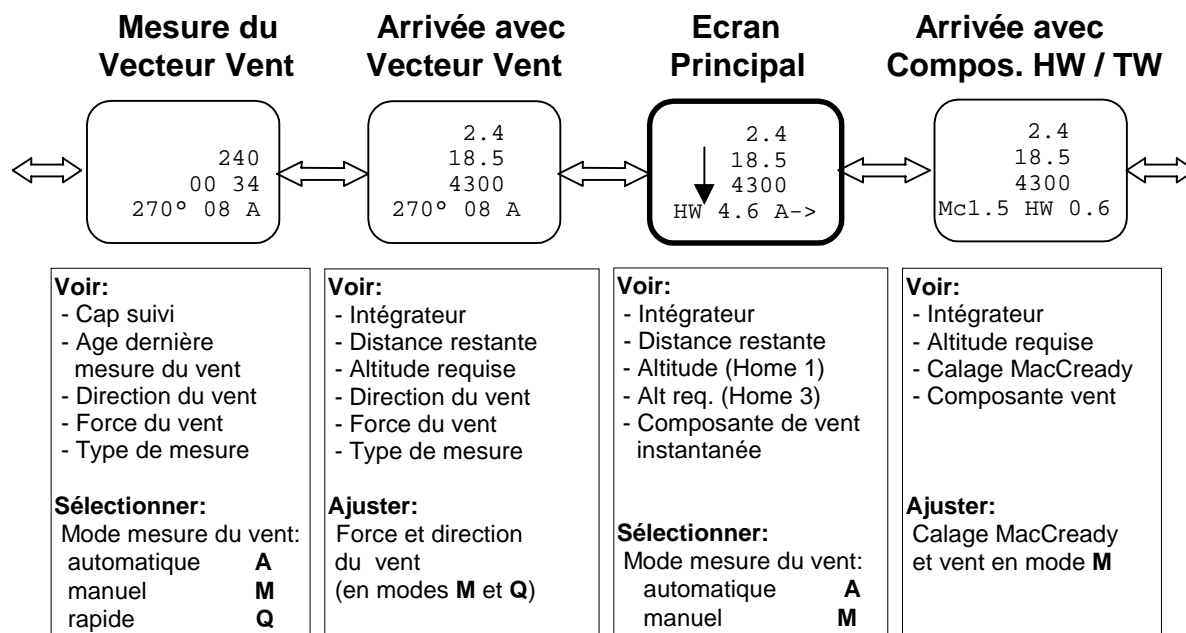 Mesure du
Vecteur Vent
240
00 34
270° 08 A
Voir:
- Cap suivi
- Age dernière
mesure du vent
- Direction du vent
- Force du vent
- Type de mesure
Sélectionner:
Mode mesure du vent:
automatique A
manuel M
rapide Q
Arrivée avec
Vecteur Vent
2.4
18.5
4300
270° 08 A
Voir:
- Intégrateur
- Distance restante
- Altitude requise
- Direction du vent
- Force du vent
- Type de mesure
Ajuster:
Force et direction
du vent
(en modes M et Q)
Ecran
Principal
2.4
18.5
4300
HW 4.6 A->
Voir:
- Intégrateur
- Distance restante
- Altitude (Home 1)
- Alt req. (Home 3)
- Composante de vent
instantanée
Sélectionner:
Mode mesure du vent:
automatique A
manuel M
Arrivée avec
Compos. HW / TW
2.4
18.5
4300
Mc1.5 HW 0.6
Voir:
- Intégrateur
- Altitude requise
- Calage MacCready
- Composante vent
Ajuster:
Calage MacCready
et vent en mode M